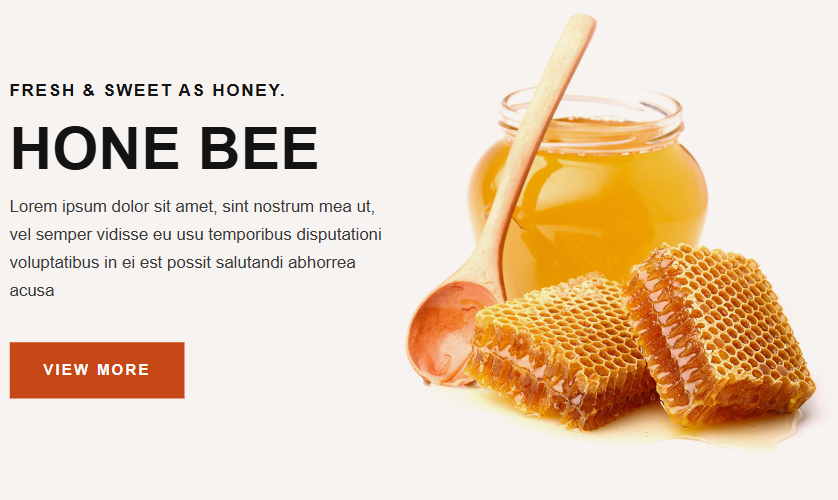 FRESH & SWEET AS HONEY.
HONE BEE
Lorem ipsum dolor sit amet, sint nostrum mea ut,
vel semper vidisse eu usu temporibus disputationi
voluptatibus in ei est possit salutandi abhorrea
acusa
VIEW MORE